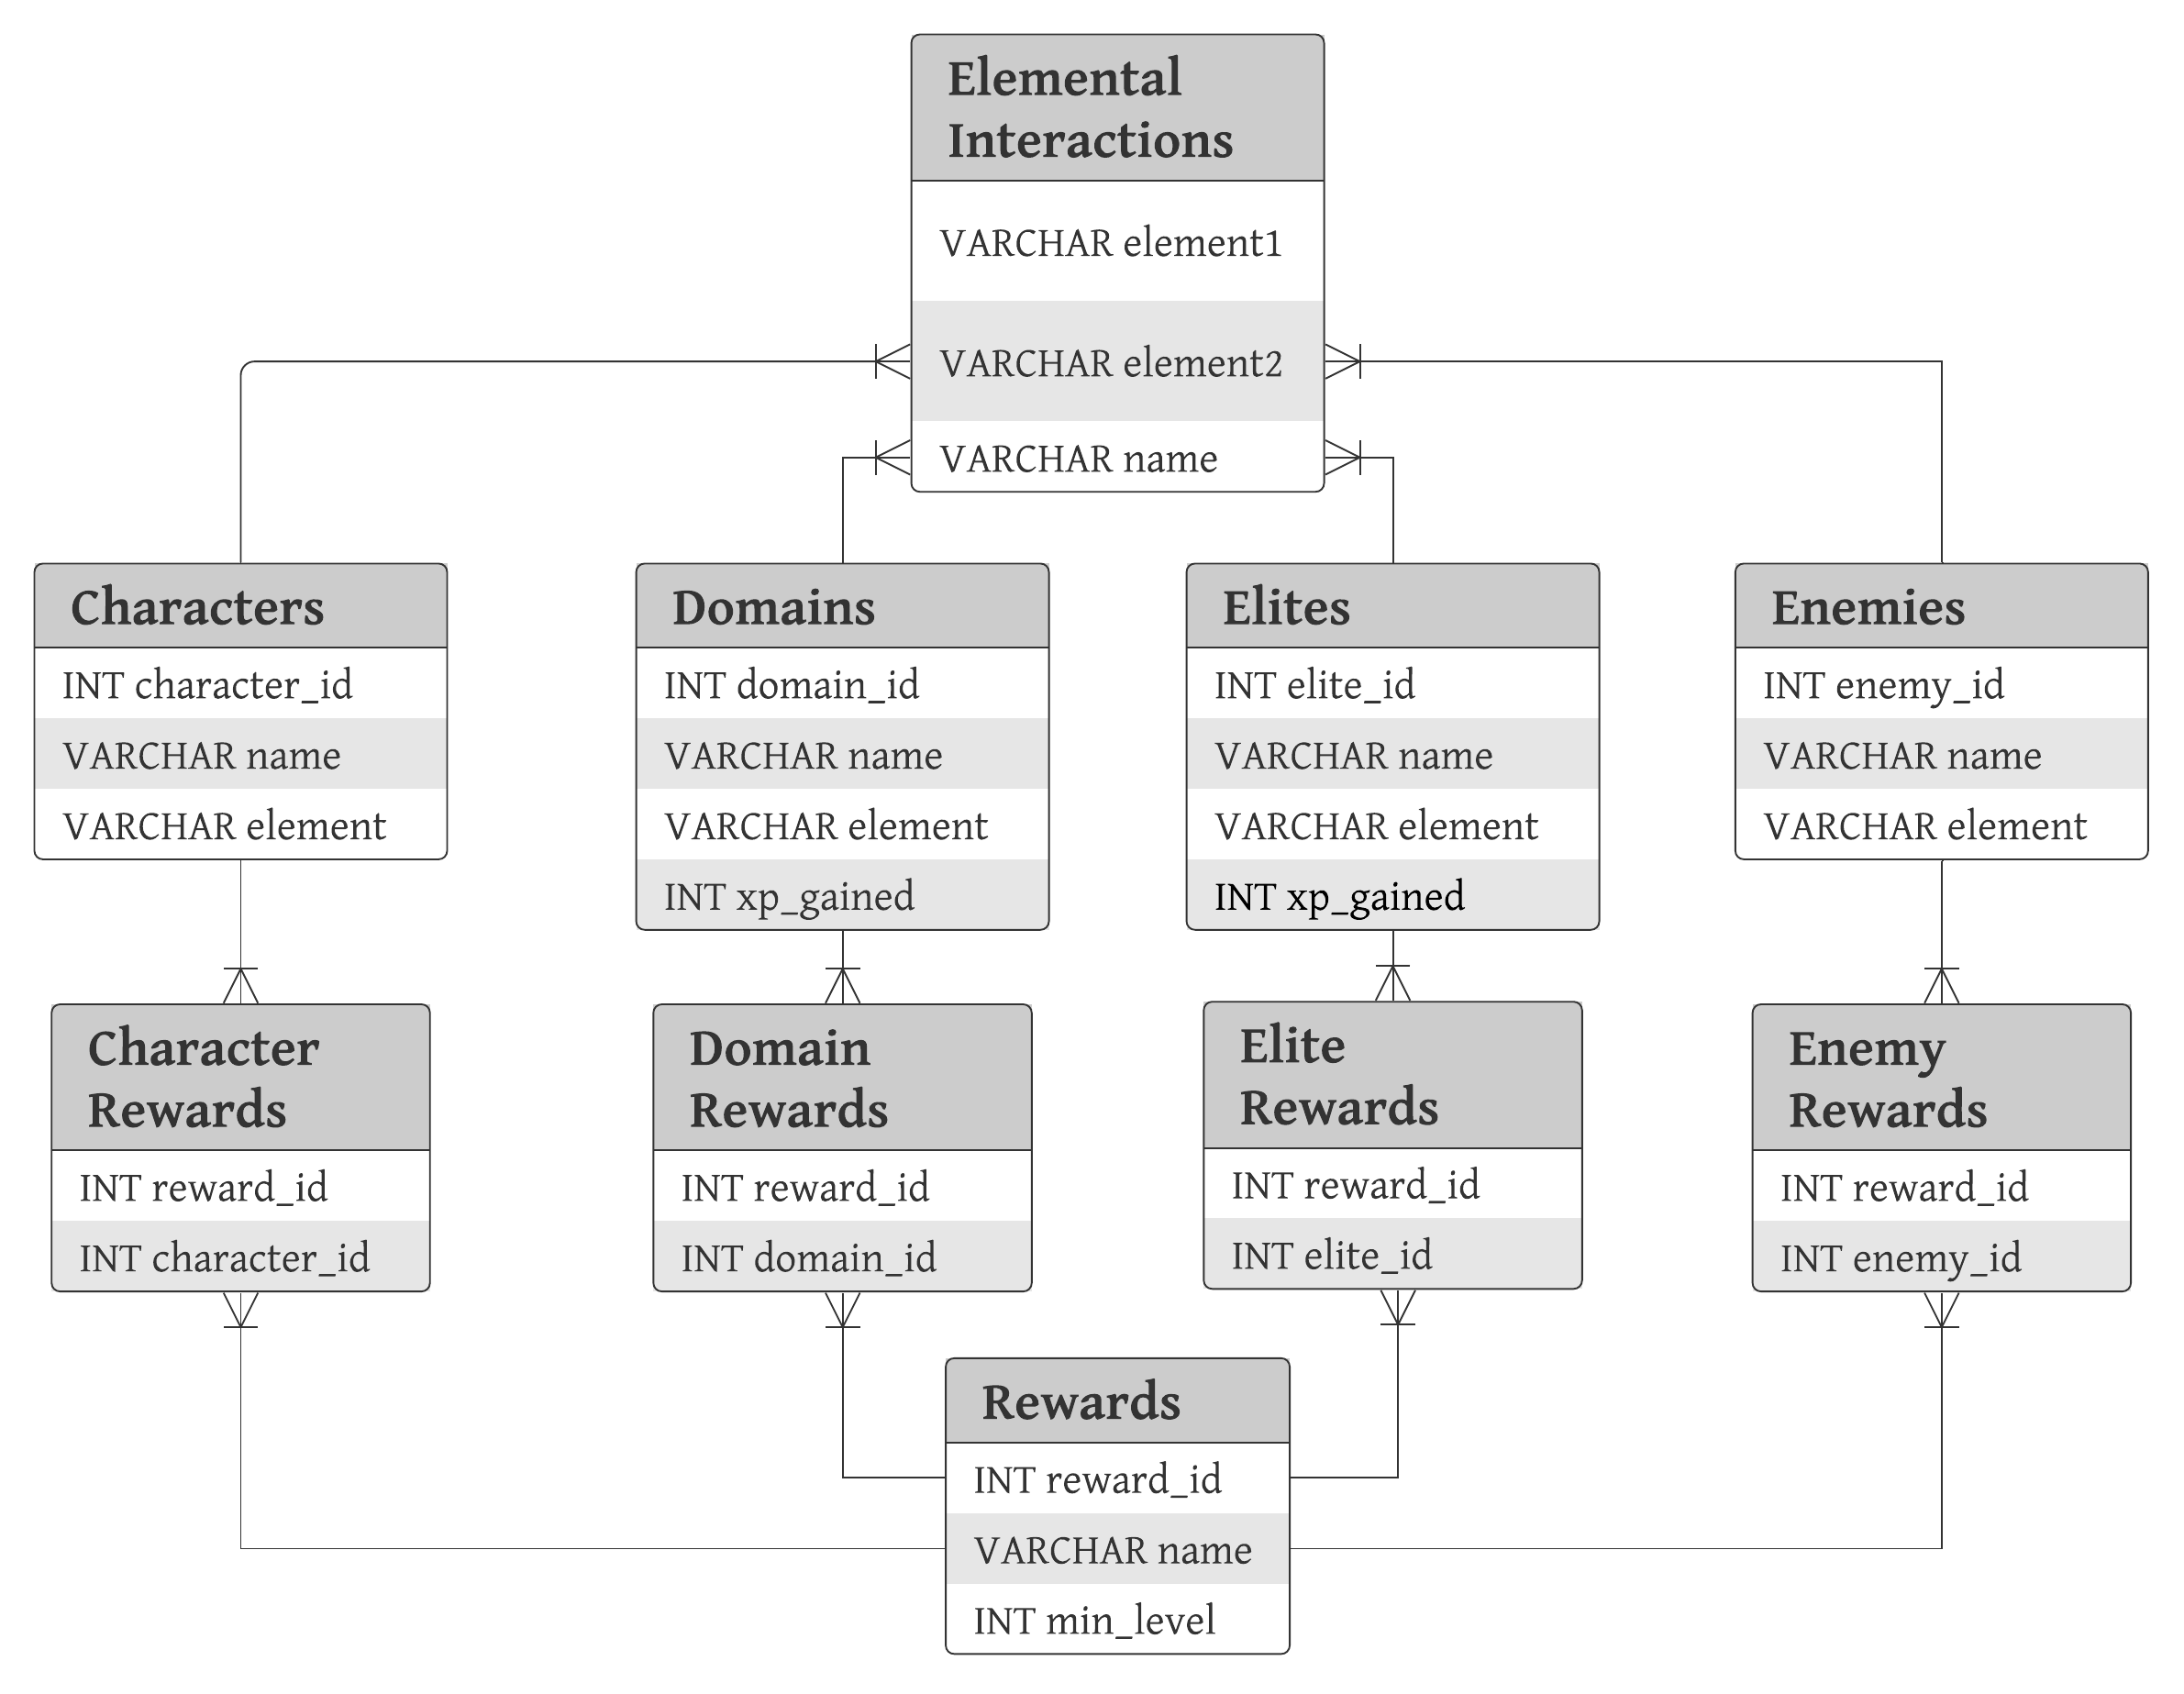 Elemental
Interactions
VARCHAR element1
VARCHAR element2
VARCHAR name
Characters
INT character_id
VARCHAR name
VARCHAR element
Domains
INT domain_id
VARCHAR name
VARCHAR element
INT xp_gained
Elites
INT elite_id
VARCHAR name
VARCHAR element
INT xp_gained
Enemies
INT enemy_id
VARCHAR name
VARCHAR element
Character
Rewards
INT reward_id
INT character_id
Domain
Rewards
INT reward_id
INT domain_id
Elite
Rewards
INT reward_id
INT elite_id
Enemy
Rewards
INT reward_id
INT enemy_id
Rewards
INT reward_id
VARCHAR name
INT min_level